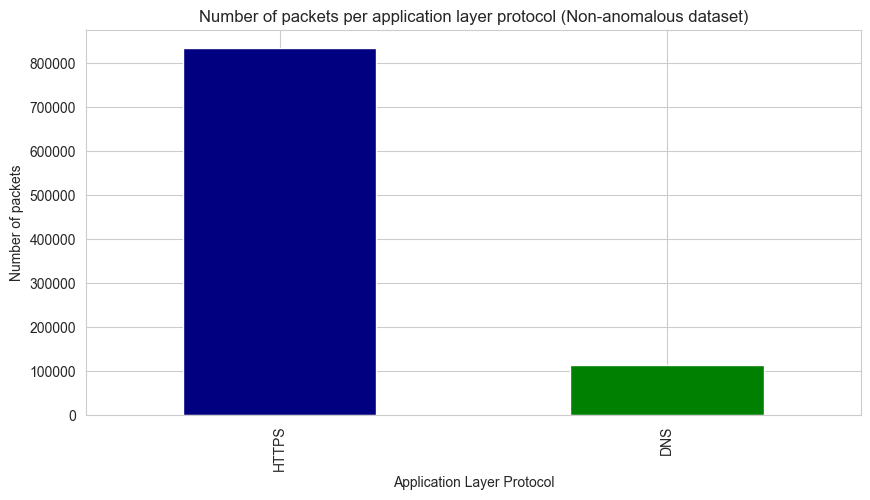 Number of packets per application layer protocol (Non-anomalous dataset)
Number of packets
800000
700000
600000
500000
400000
300000
200000
100000
0
HTTPS
DNS
Application Layer Protocol